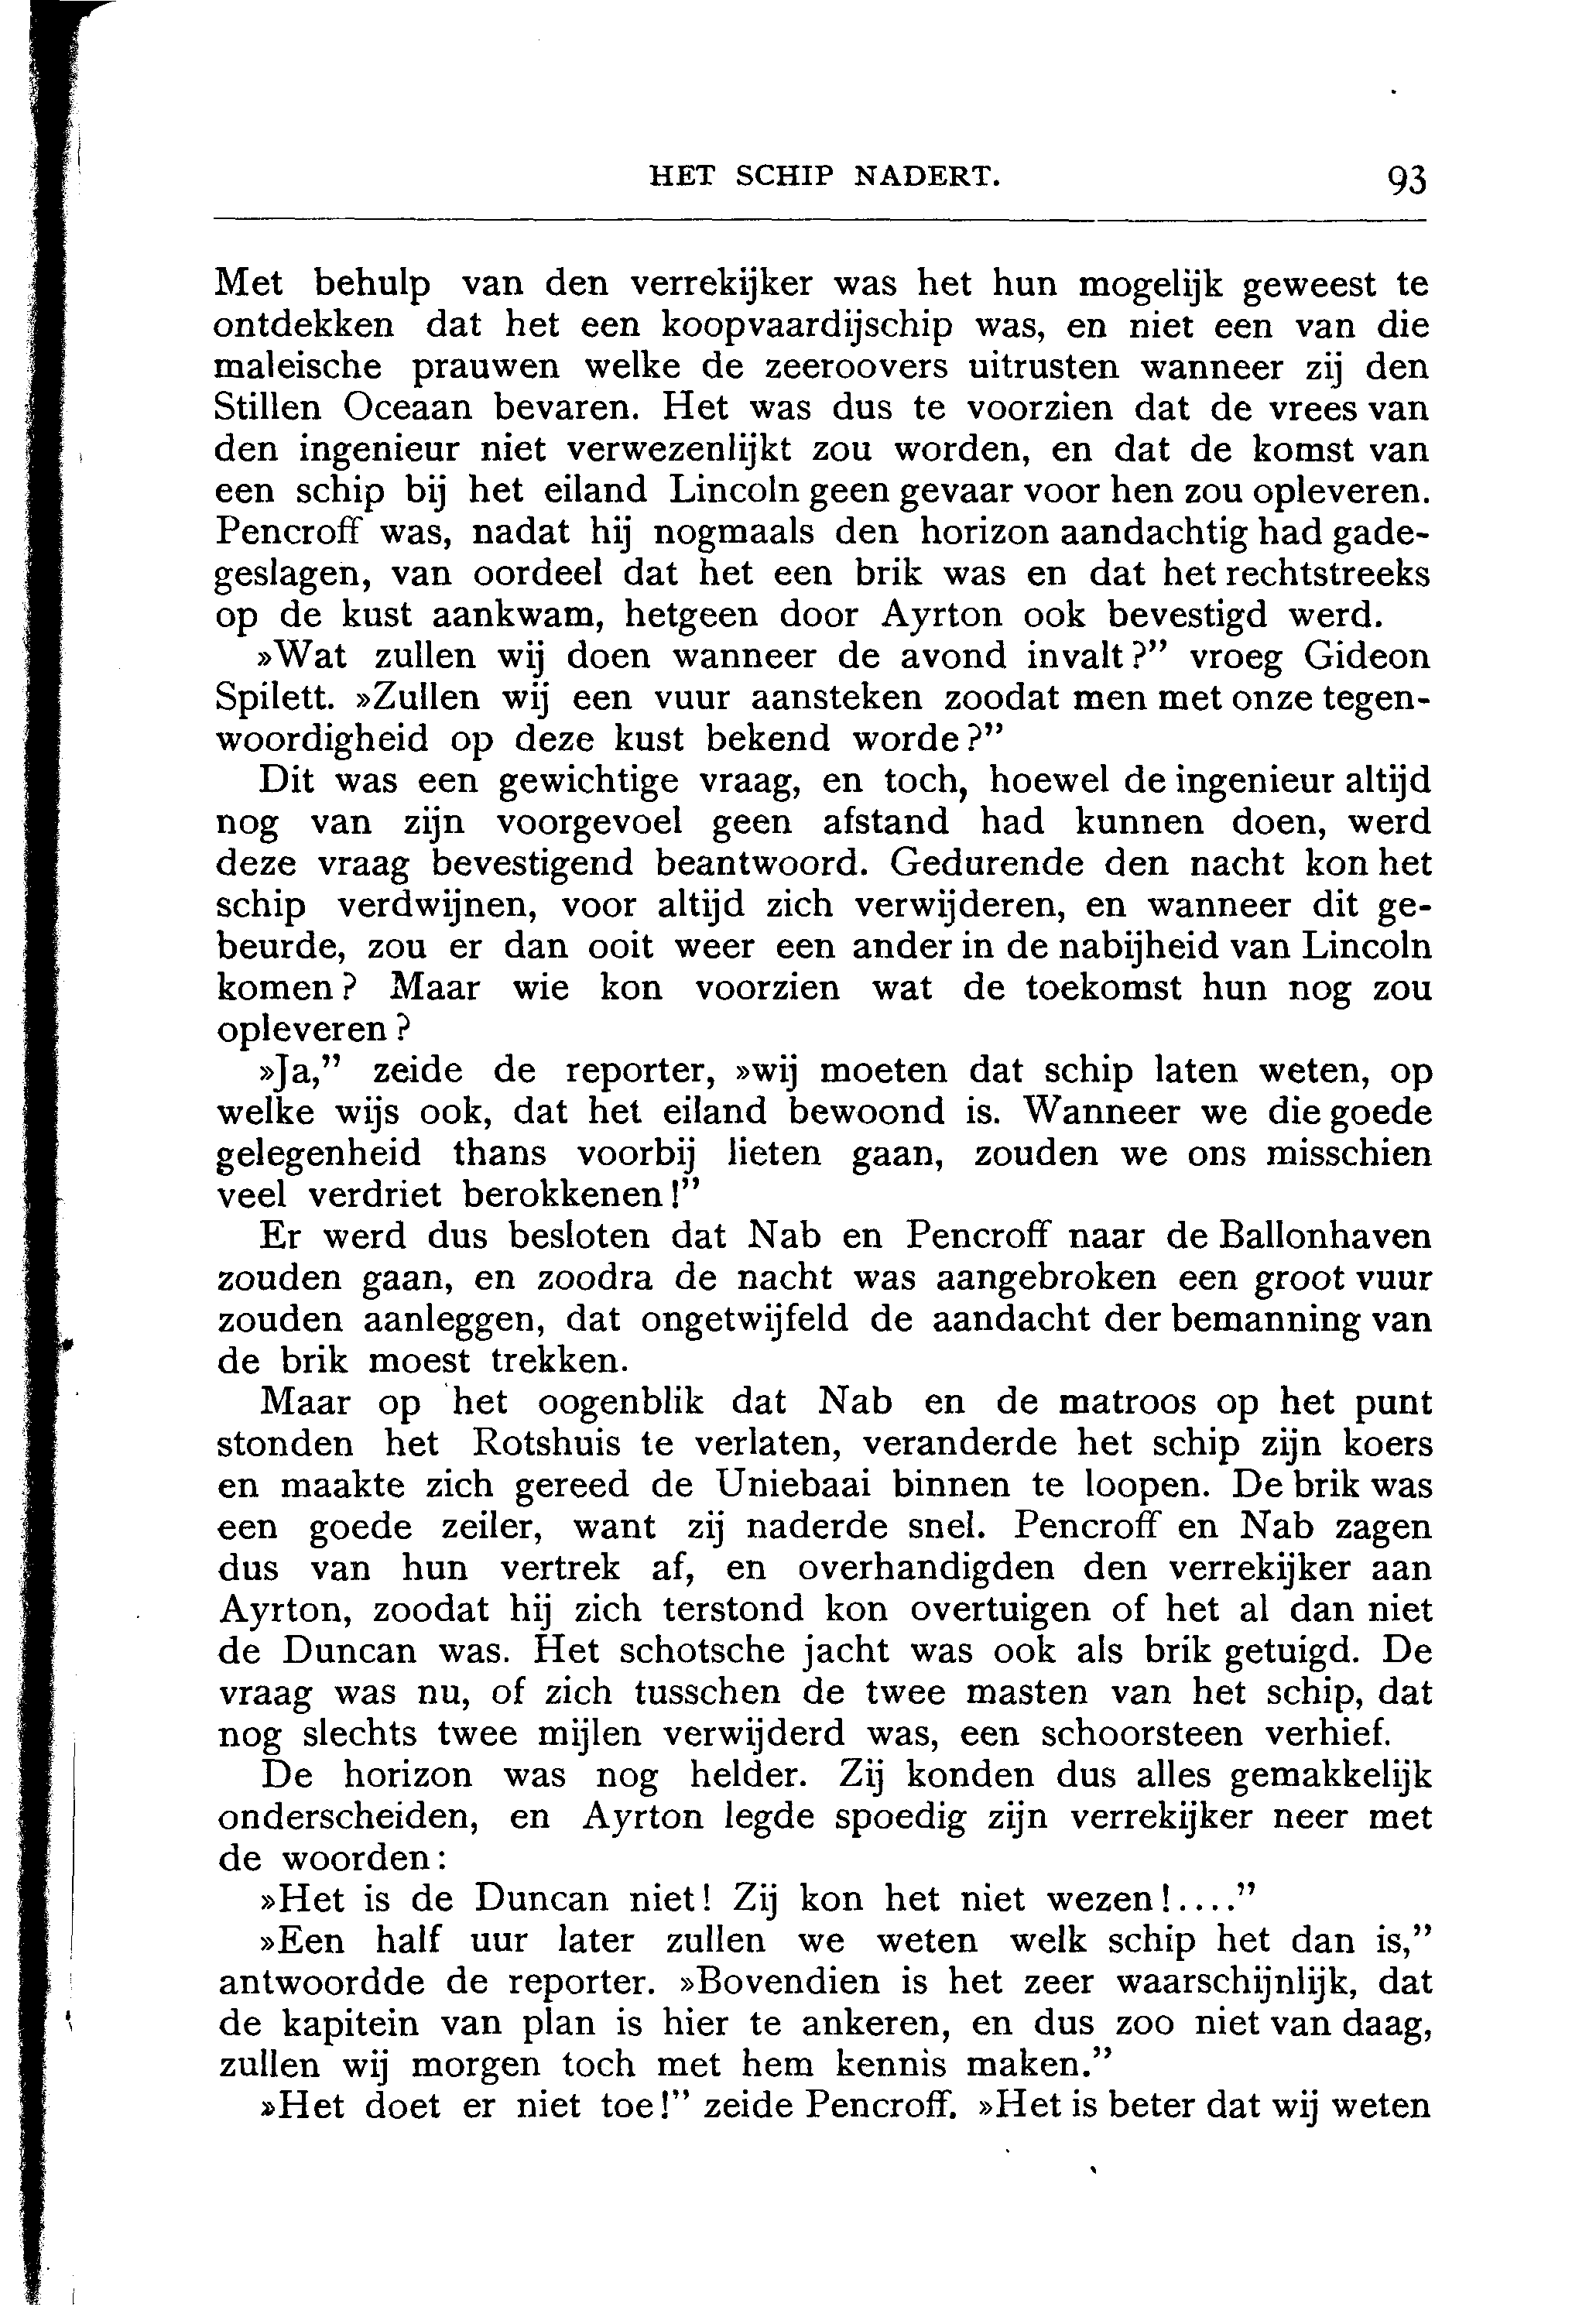 HET SCHIP NADERT. 93
Met behulp van den verrekijker was het hun mogelijk geweest te
ontdekken dat het een koopvaardijschip was, en niet een van die
maleische prauwen welke de zeeroovers uitrusten wanneer zij den
Stillen Oceaan bevaren. Het was dus te voorzien dat de vrees van
den ingenieur niet verwezenlijkt zou worden, en dat de komst van
een schip bij het eiland Lincoln geen gevaar voor hen zou opleveren.
Pencroff was, nadat hij nogmaals den horizon aandachtig had gade-
geslagen, van oordeel dat het een brik was en dat het rechtstreeks
op de kust aankwam, hetgeen door Ayrton ook bevestigd werd.
»Wat zullen wij doen wanneer de avond invalt?” vroeg Gideon
Spilett. »Zullen wij een vuur aansteken zoodat men met onze tegen-
woordigheid op deze kust bekend worde?”
Dit was een gewichtige vraag, en toch, hoewel de ingenieur altijd
nog van zijn voorgevoel geen afstand had kunnen doen, werd
deze vraag bevestigend beantwoord. Gedurende den nacht kon het
schip verdwijnen, voor altijd zich verwijderen, en wanneer dit ge-
beurde, zou er dan ooit weer een ander in de nabijheid van Lincoln
komen? Maar wie kon voorzien wat de toekomst hun nog zou
opleveren?
»Ja,” zeide de reporter, »wij moeten dat schip laten weten, op
welke wijs ook, dat het eiland bewoond is. Wanneer we die goede
gelegenheid thans voorbij lieten gaan, zouden we ons misschien
veel verdriet berokkenen!”
Er werd dus besloten dat Nab en Pencroff naar de Ballonhaven
zouden gaan, en zoodra de nacht was aangebroken een groot vuur
zouden aanleggen, dat ongetwijfeld de aandacht der bemanning van
de brik moest trekken.
Maar op het oogenblik dat Nab en de matroos op het punt
stonden het Rotshuis te verlaten, veranderde het schip zijn koers
en maakte zich gereed de Uniebaai binnen te loopen. De brik was
een goede zeiler, want zij naderde snel. Pencroff en Nab zagen
dus van hun vertrek af, en overhandigden den verrekijker aan
Ayrton, zoodat hij zich terstond kon overtuigen of het al dan niet
de Duncan was. Het schotsche jacht was ook als brik getuigd. De
vraag was nu, of zich tusschen de twee masten van het schip, dat
nog slechts twee mijlen verwijderd was, een schoorsteen verhief.
De horizon was nog helder. Zij konden dus alles gemakkelijk
onderscheiden, en Ayrton legde spoedig zijn verrekijker neer met
de woorden:
»Het is de Duncan niet! Zij kon het niet wezen!....”
»Een half uur later zullen we weten welk schip het dan is,”
antwoordde de reporter. »Bovendien is het zeer waarschijnlijk, dat
de kapitein van plan is hier te ankeren, en dus zoo niet van daag,
zullen wij morgen toch met hem kennis maken.”
»Het doet er niet toe!” zeide Pencroff. »Het is beter dat wij weten